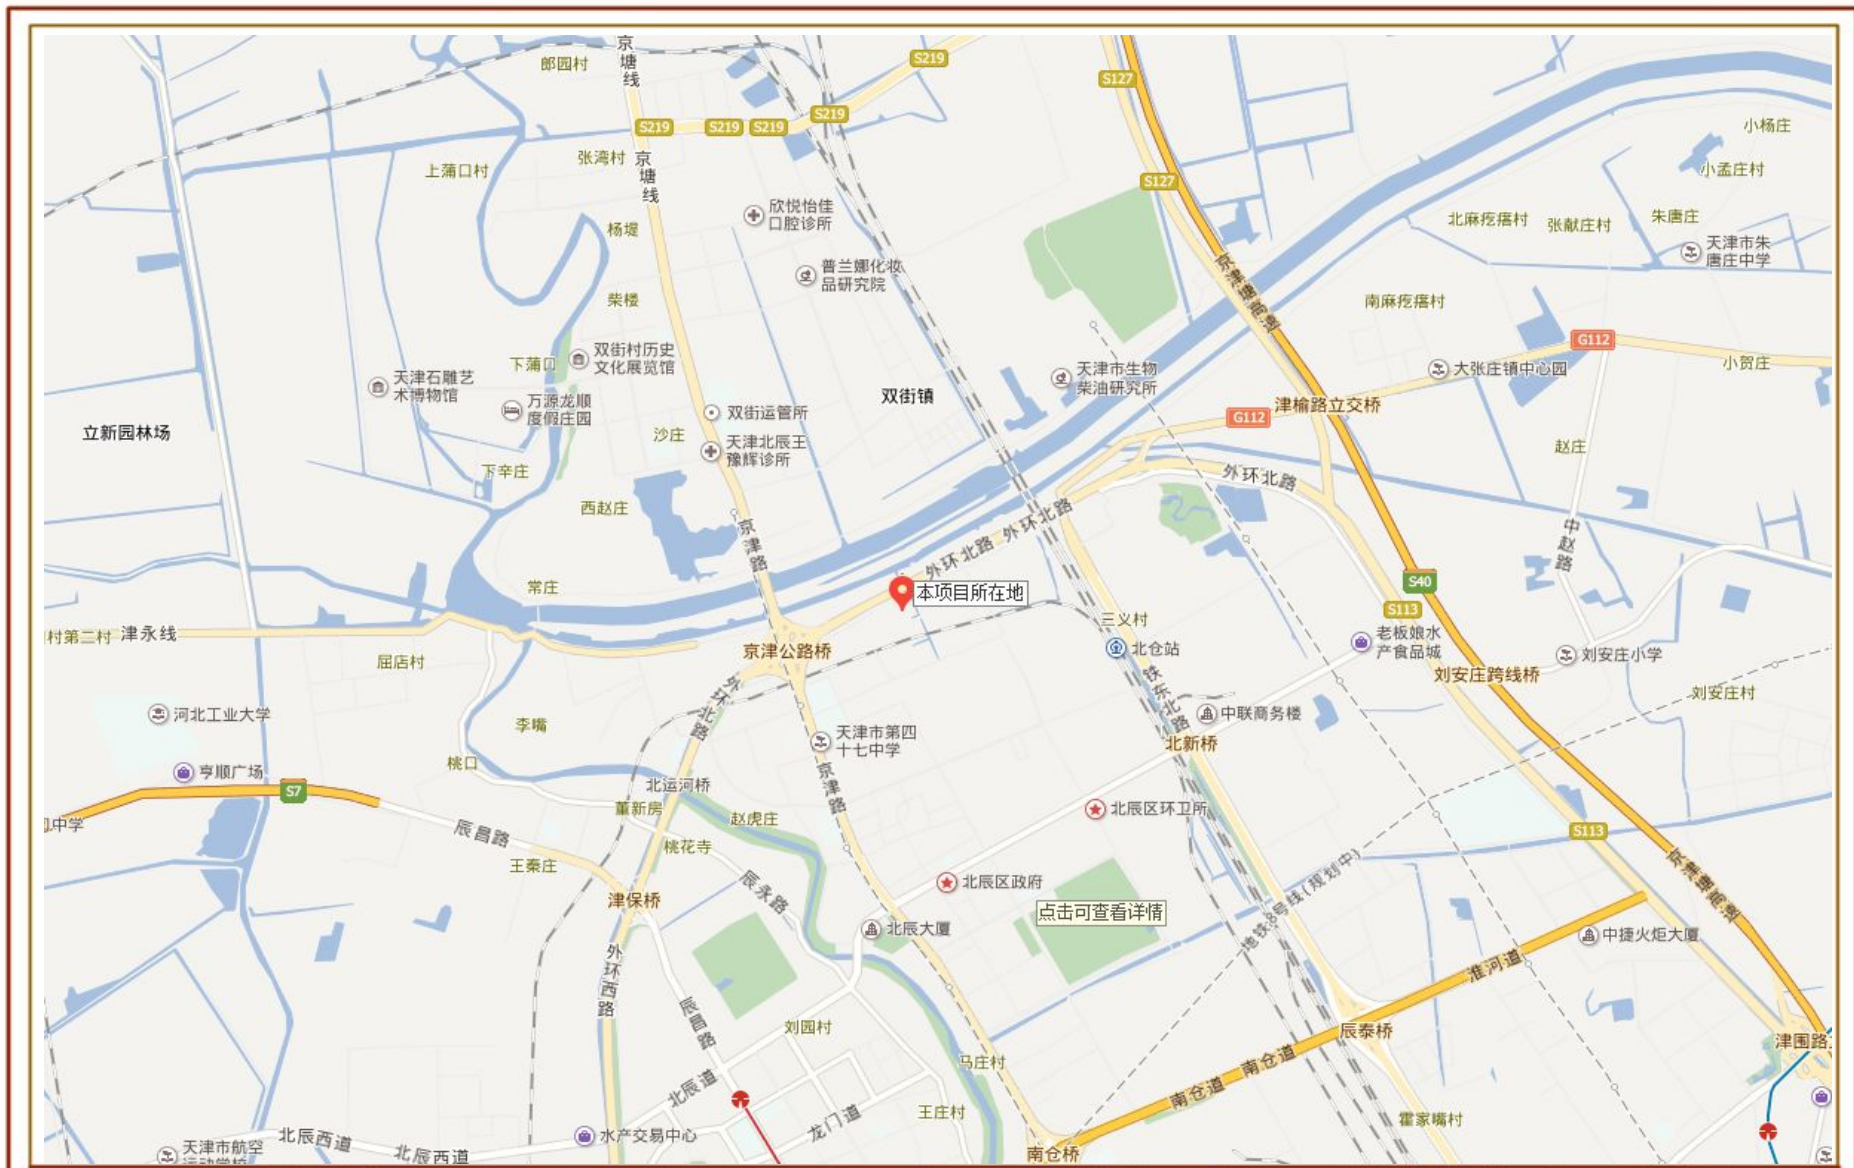 京塘线
郎园村
S219
S127
S219
S219
S219
S219
小杨庄
张湾村
京塘线
上蒲口村
小孟庄村
S127
欣悦怡佳
口腔诊所
杨堤
北麻疙瘩村
张献庄村
朱唐庄
天津市朱
唐庄中学
普兰娜化妆
品研究院
京津塘高速
柴楼
南麻疙瘩村
G112
双街村历史
文化展览馆
下蒲口
小贺庄
天津石雕艺
术博物馆
天津市生物
柴油研究所
大张庄镇中心园
万源龙顺
度假庄园
双街镇
双街运管所
G112
津榆路立交桥
立新园林场
沙庄
天津北辰王
豫辉诊所
赵庄
下辛庄
外环北路
西赵庄
京津路
外环北路
外环北路
中赵路
常庄
本项目所在地
S40
S113
村第二村
津永线
三义村
老板娘水
产食品城
京津公路桥
北仓站
刘安庄小学
屈店村
刘安庄跨线桥
外环北路
铁东北路
刘安庄村
河北工业大学
中联商务楼
李嘴
天津市第四
十七中学
北新桥
桃口
亨顺广场
北运河桥
京津路
S7
董新房
北辰区环卫所
赵虎庄
中学
辰昌路
S113
桃花寺
王秦庄
京津塘高速
辰永路
北辰区政府
地铁8号线(规划中)
津保桥
点击可查看详情
北辰大厦
中捷火炬大厦
外环西路
淮河道
辰昌路
刘园村
辰泰桥
津围路立
马庄村
南仓道
南仓道
北辰道
王庄村
龙门道
霍家嘴村
北辰西道
水产交易中心
天津市航空
北辰西道
南仓桥